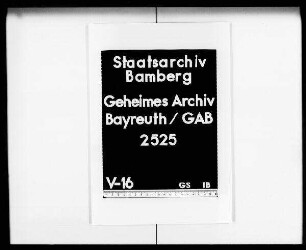 Staatsarchiv
Bamberg
Geheimes Archiv
Bayreuth / GAB
2525
V-16 GS IB